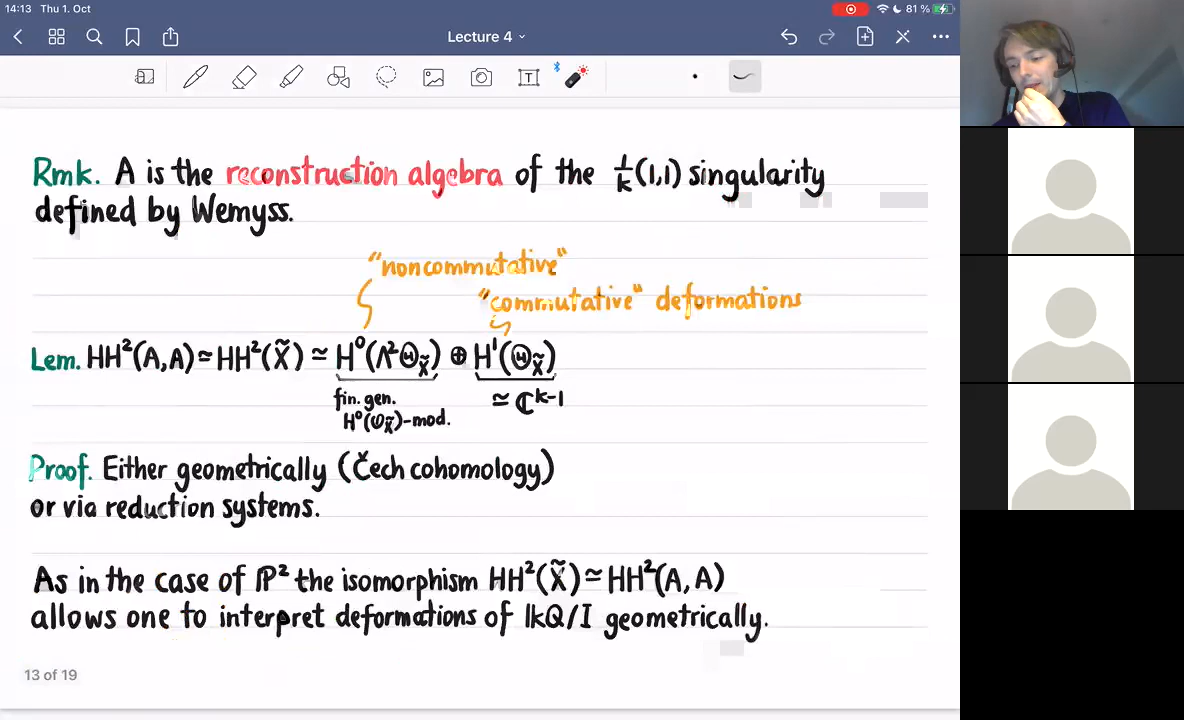 14:13 Thu 1. Oct
81 %
Lecture 4
T
Rmk. A is the reconstruction algebra of the 1/k(1,1) singularity
defined by Wemyss.
"noncommutative"
"commutative" deformations
Lem. HH²(A,A) ≃ HH²(X̃) ≃ H⁰(Λ²Θ_X̃) ⊕ H¹(Θ_X̃)
fin. gen. ≃ ℂᵏ⁻¹
H⁰(𝒪_X̃)-mod.
Proof. Either geometrically (Čech cohomology)
or via reduction systems.
As in the case of ℙ² the isomorphism HH²(X̃) ≃ HH²(A,A)
allows one to interpret deformations of 𝕜Q/I geometrically.
13 of 19